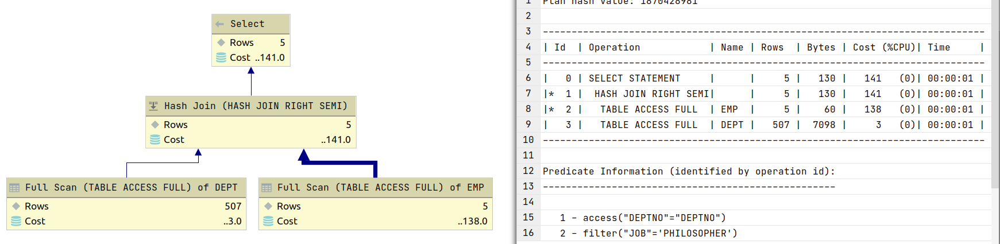 Select
Rows 5
Cost ..141.0
Hash Join (HASH JOIN RIGHT SEMI)
Rows 5
Cost ..141.0
Full Scan (TABLE ACCESS FULL) of DEPT
Rows 507
Cost ..3.0
Full Scan (TABLE ACCESS FULL) of EMP
Rows 5
Cost ..138.0
1 Plan hash value: 1870428981
2
3 -----------------------------------------------------------------------------
4 | Id  | Operation            | Name | Rows  | Bytes | Cost (%CPU)| Time     |
5 -----------------------------------------------------------------------------
6 |   0 | SELECT STATEMENT     |      |     5 |   130 |   141   (0)| 00:00:01 |
7 |*  1 |  HASH JOIN RIGHT SEMI|      |     5 |   130 |   141   (0)| 00:00:01 |
8 |*  2 |   TABLE ACCESS FULL  | EMP  |     5 |    60 |   138   (0)| 00:00:01 |
9 |   3 |   TABLE ACCESS FULL  | DEPT |   507 |  7098 |     3   (0)| 00:00:01 |
10 -----------------------------------------------------------------------------
11
12 Predicate Information (identified by operation id):
13 ---------------------------------------------------
14
15    1 - access("DEPTNO"="DEPTNO")
16    2 - filter("JOB"='PHILOSOPHER')